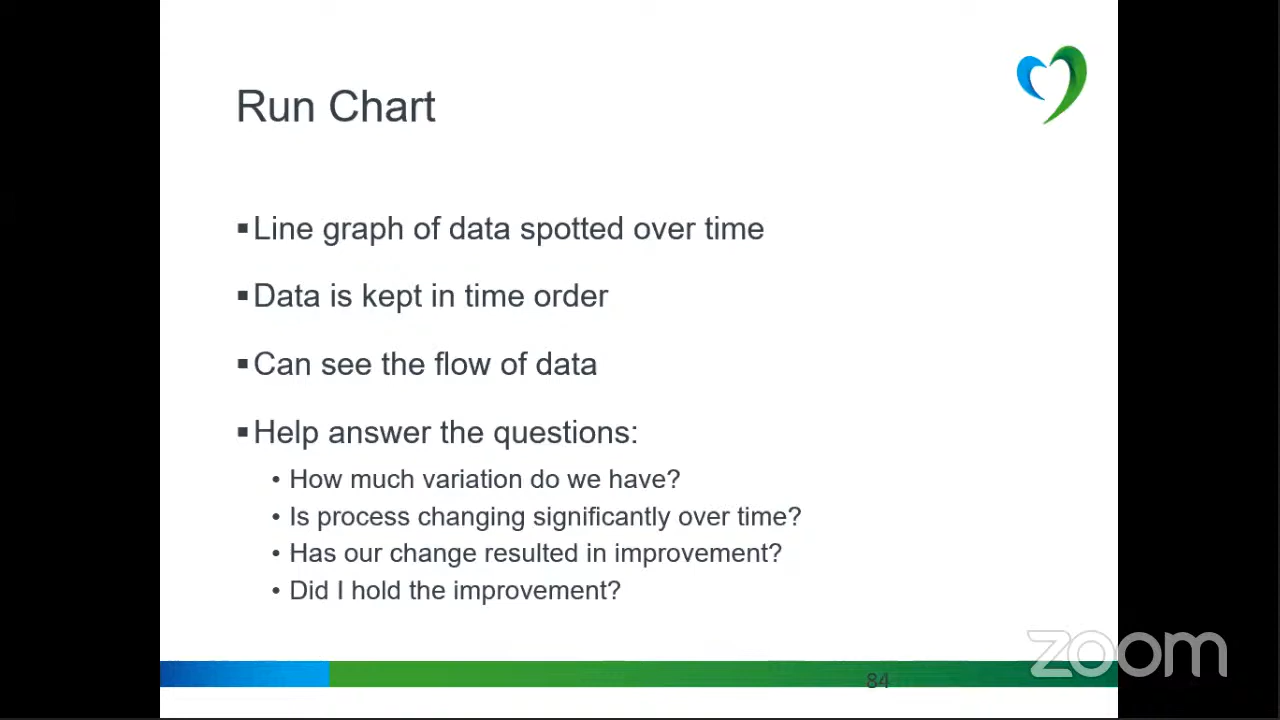 Run Chart
▪Line graph of data spotted over time
▪Data is kept in time order
▪Can see the flow of data
▪Help answer the questions:
• How much variation do we have?
• Is process changing significantly over time?
• Has our change resulted in improvement?
• Did I hold the improvement?
zoom
84